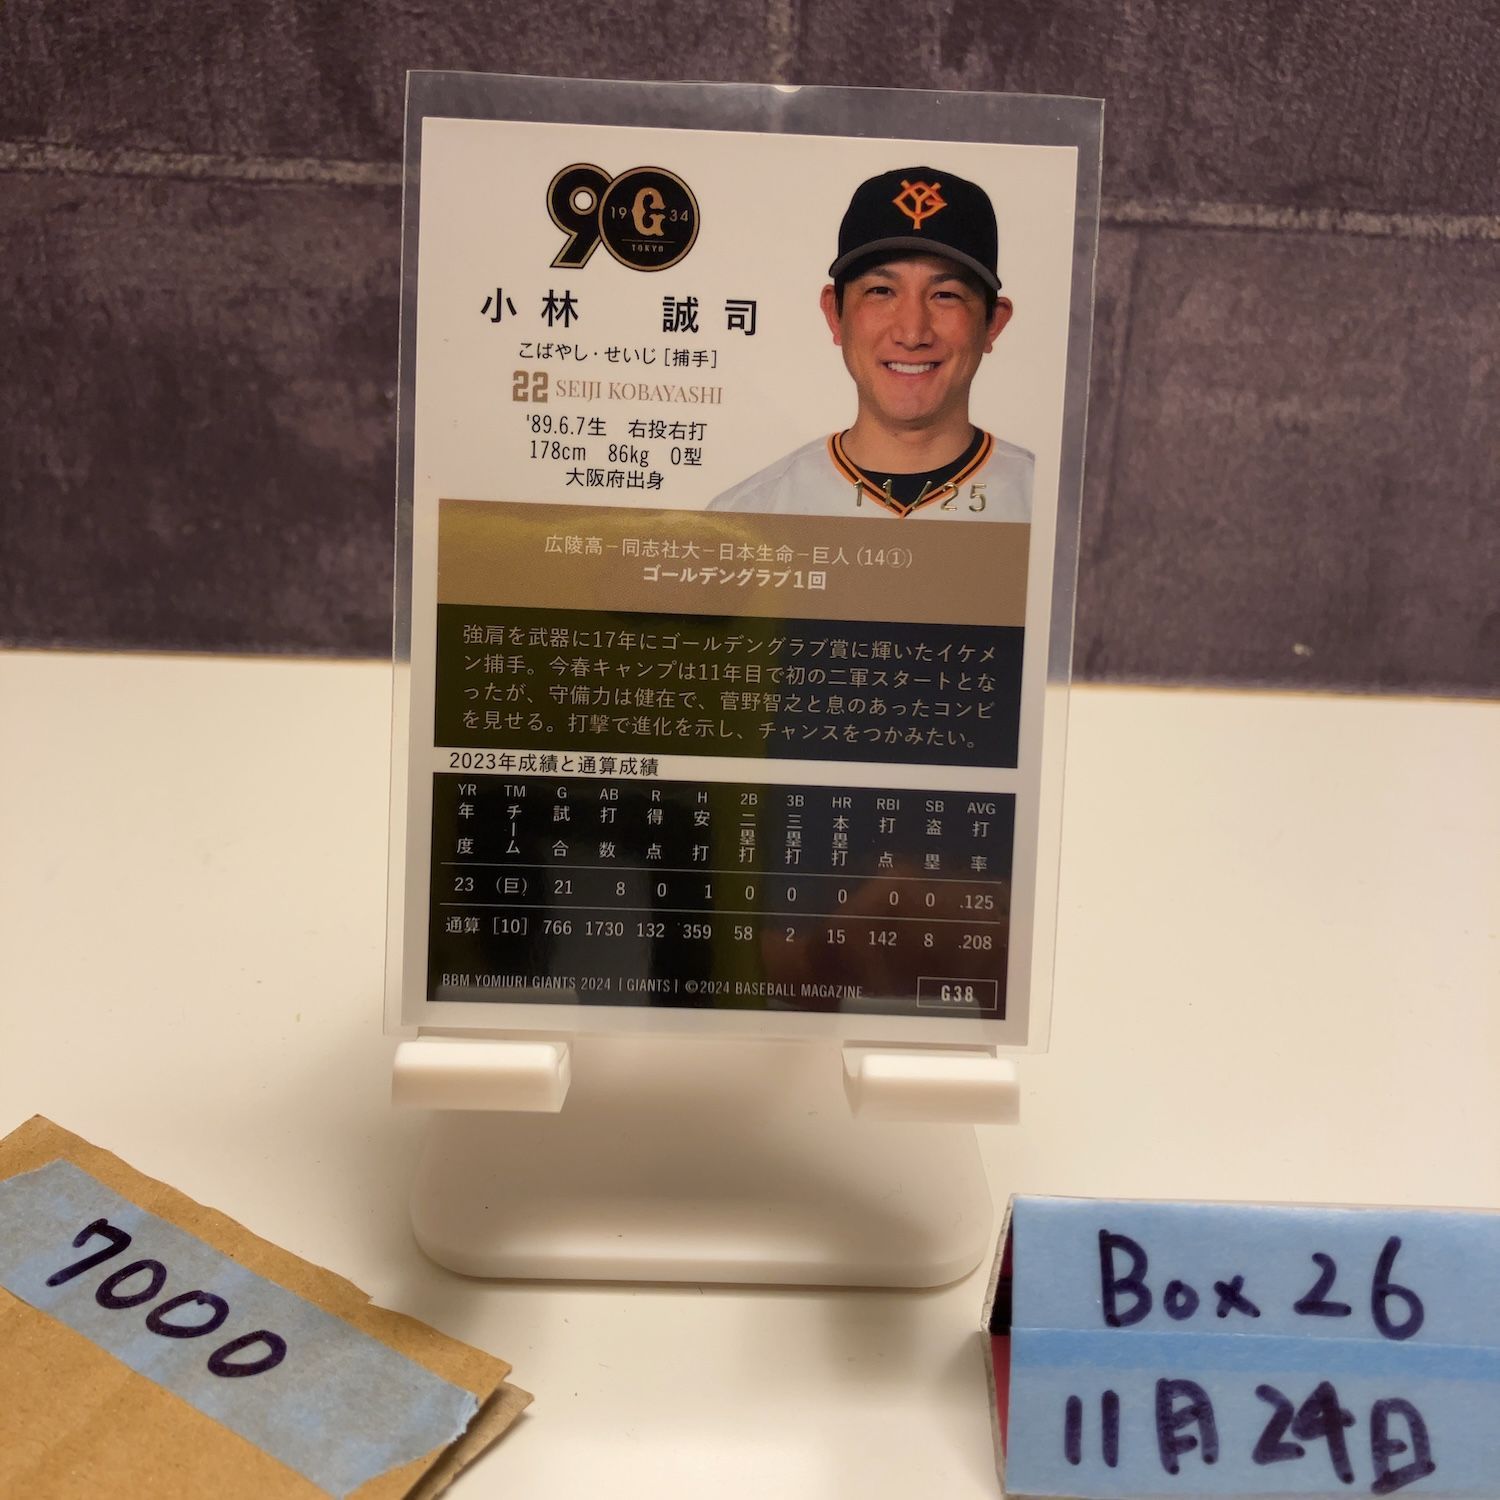 90
19 G 34
TOKYO
YG
小林 誠司
こばやし・せいじ [捕手]
22 SEIJI KOBAYASHI
'89.6.7生 右投右打
178cm 86kg O型
大阪府出身
11/25
広陵高－同志社大－日本生命－巨人(14①)
ゴールデングラブ1回
強肩を武器に17年にゴールデングラブ賞に輝いたイケメ
ン捕手。今春キャンプは11年目で初の二軍スタートとな
ったが、守備力は健在で、菅野智之と息のあったコンビ
を見せる。打撃で進化を示し、チャンスをつかみたい。
2023年成績と通算成績
YR TM G AB R H 2B 3B HR RBI SB AVG
年度 チーム 試合 打数 得点 安打 二塁打 三塁打 本塁打 打点 盗塁 打率
23 (巨) 21 8 0 1 0 0 0 0 0 .125
通算 [10] 766 1730 132 359 58 2 15 142 8 .208
BBM YOMIURI GIANTS 2024 | GIANTS | ©2024 BASEBALL MAGAZINE
G38
7000
Box 26
11月24日